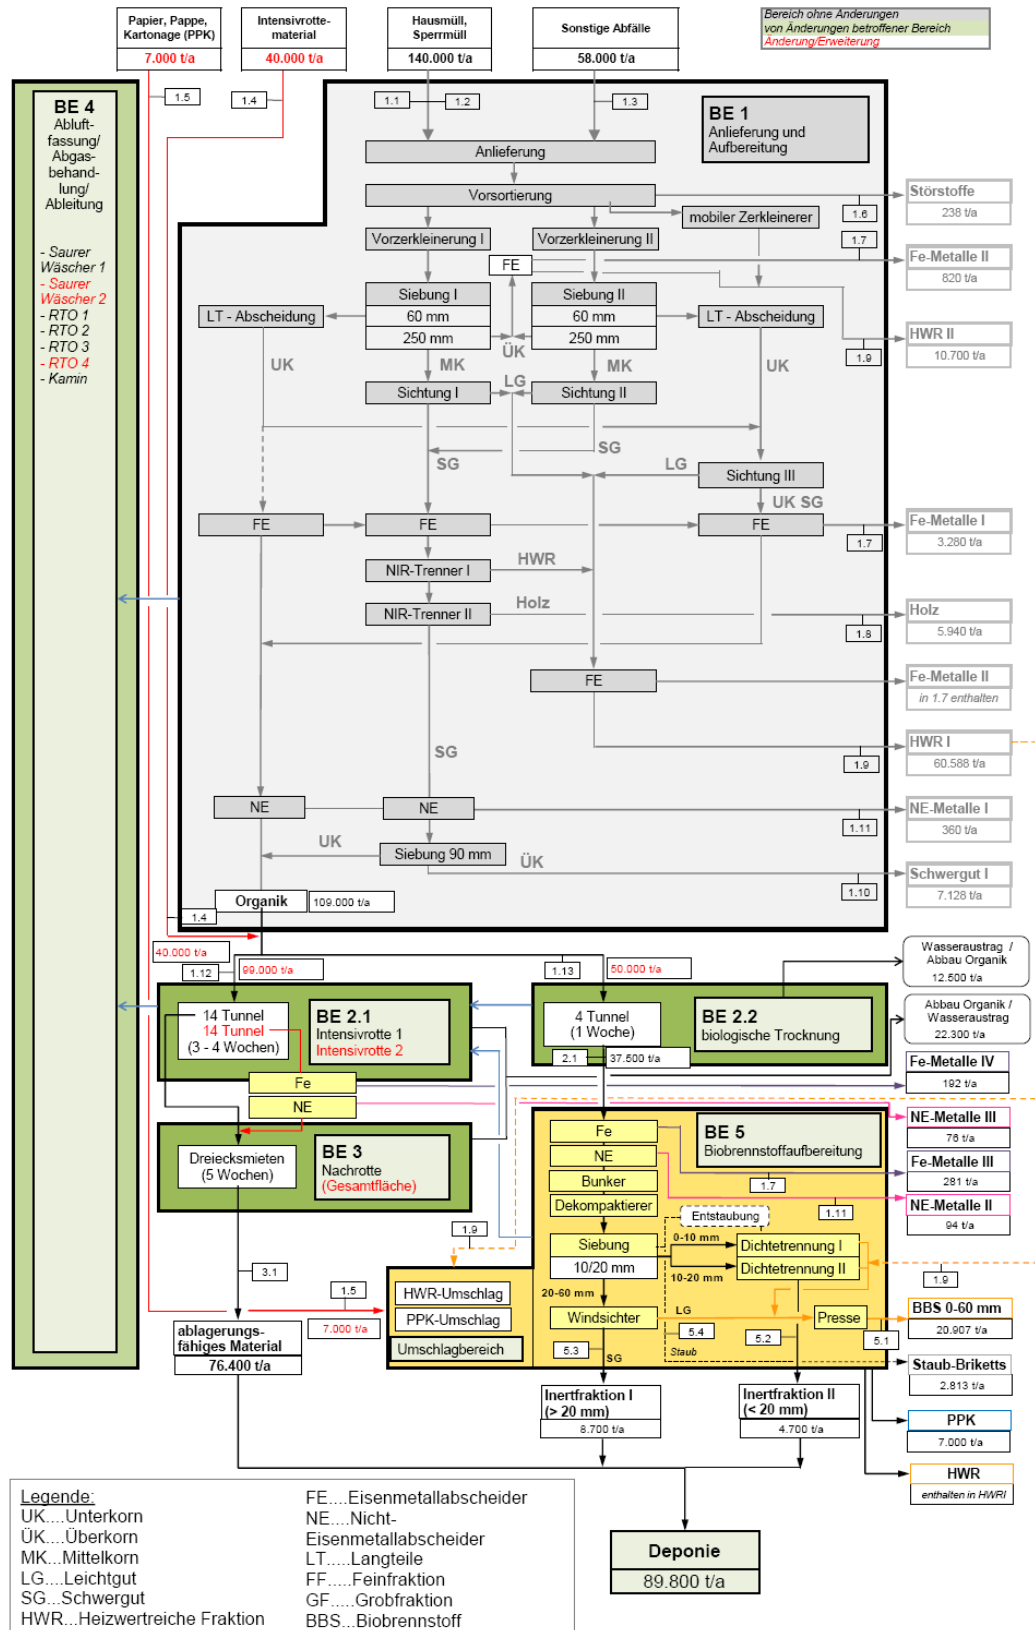 Papier, Pappe,
Kartonage (PPK)
7.000 t/a
Intensivrotte-
material
40.000 t/a
Hausmüll,
Sperrmüll
140.000 t/a
Sonstige Abfälle
58.000 t/a
Bereich ohne Änderungen
von Änderungen betroffener Bereich
Änderung/Erweiterung
1.5
1.4
1.1
1.2
1.3
BE 4
Abluft-
fassung/
Abgas-
behand-
lung/
Ableitung
- Saurer
Wäscher 1
- Saurer
Wäscher 2
- RTO 1
- RTO 2
- RTO 3
- RTO 4
- Kamin
BE 1
Anlieferung und
Aufbereitung
Anlieferung
Vorsortierung
mobiler Zerkleinerer
Vorzerkleinerung I
Vorzerkleinerung II
FE
Siebung I
60 mm
250 mm
Siebung II
60 mm
250 mm
LT - Abscheidung
LT - Abscheidung
ÜK
UK
MK
MK
UK
LG
Sichtung I
Sichtung II
SG
SG
LG
Sichtung III
UK SG
FE
FE
FE
NIR-Trenner I
HWR
NIR-Trenner II
Holz
FE
SG
NE
NE
UK
Siebung 90 mm
ÜK
Organik
109.000 t/a
1.6
Störstoffe
238 t/a
1.7
Fe-Metalle II
820 t/a
1.9
HWR II
10.700 t/a
1.7
Fe-Metalle I
3.280 t/a
1.8
Holz
5.940 t/a
Fe-Metalle II
in 1.7 enthalten
1.9
HWR I
60.588 t/a
1.11
NE-Metalle I
360 t/a
1.10
Schwergut I
7.128 t/a
1.4
40.000 t/a
1.12
99.000 t/a
1.13
50.000 t/a
Wasseraustrag /
Abbau Organik
12.500 t/a
14 Tunnel
14 Tunnel
(3 - 4 Wochen)
BE 2.1
Intensivrotte 1
Intensivrotte 2
4 Tunnel
(1 Woche)
BE 2.2
biologische Trocknung
Abbau Organik /
Wasseraustrag
22.300 t/a
2.1
37.500 t/a
Fe
NE
Fe-Metalle IV
192 t/a
NE-Metalle III
76 t/a
Dreiecksmieten
(5 Wochen)
BE 3
Nachrotte
(Gesamtfläche)
Fe
NE
Bunker
Dekompaktierer
BE 5
Biobrennstoffaufbereitung
1.7
Fe-Metalle III
281 t/a
1.11
NE-Metalle II
94 t/a
1.9
Entstaubung
Siebung
10/20 mm
0-10 mm
10-20 mm
Dichtetrennung I
Dichtetrennung II
3.1
1.9
1.5
7.000 t/a
HWR-Umschlag
PPK-Umschlag
Umschlagbereich
20-60 mm
Windsichter
LG
5.4
5.2
Presse
5.1
BBS 0-60 mm
20.907 t/a
5.3
SG
Staub
Staub-Briketts
2.813 t/a
ablagerungs-
fähiges Material
76.400 t/a
Inertfraktion I
(> 20 mm)
8.700 t/a
Inertfraktion II
(< 20 mm)
4.700 t/a
PPK
7.000 t/a
HWR
enthalten in HWRI
Legende:
UK....Unterkorn
ÜK....Überkorn
MK...Mittelkorn
LG....Leichtgut
SG...Schwergut
HWR...Heizwertreiche Fraktion
FE....Eisenmetallabscheider
NE....Nicht-
Eisenmetallabscheider
LT.....Langteile
FF.....Feinfraktion
GF....Grobfraktion
BBS...Biobrennstoff
Deponie
89.800 t/a